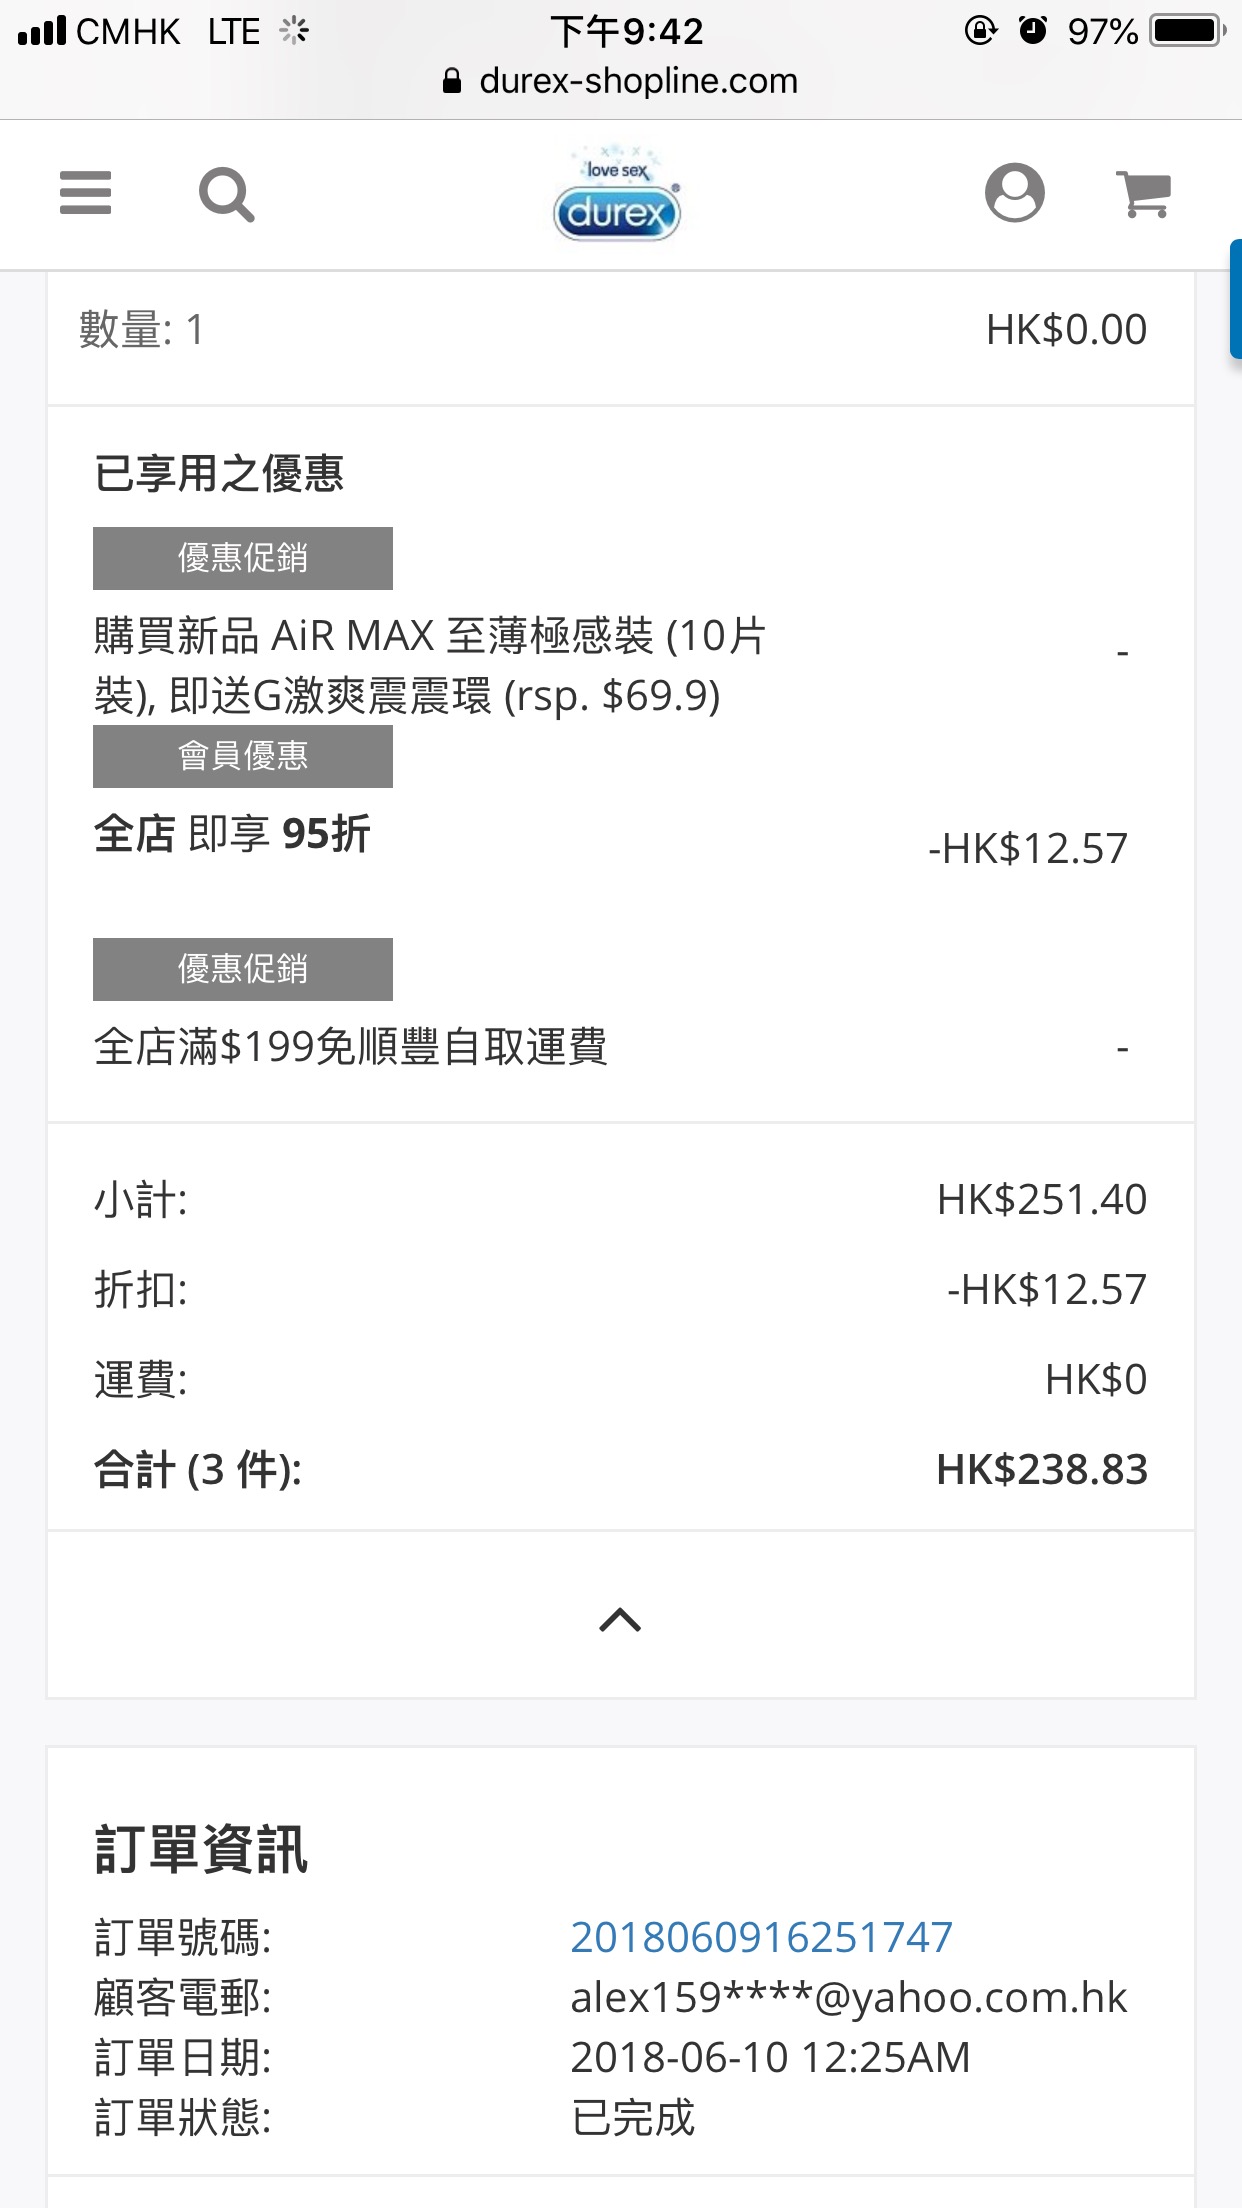 CMHK LTE 下午9:42 97%
durex-shopline.com
love sex
durex®
數量: 1 HK$0.00
已享用之優惠
優惠促銷
購買新品 AiR MAX 至薄極感裝 (10片
裝), 即送G激爽震震環 (rsp. $69.9) -
會員優惠
全店 即享 95折 -HK$12.57
優惠促銷
全店滿$199免順豐自取運費 -
小計: HK$251.40
折扣: -HK$12.57
運費: HK$0
合計 (3 件): HK$238.83
訂單資訊
訂單號碼: 2018060916251747
顧客電郵: alex159****@yahoo.com.hk
訂單日期: 2018-06-10 12:25AM
訂單狀態: 已完成